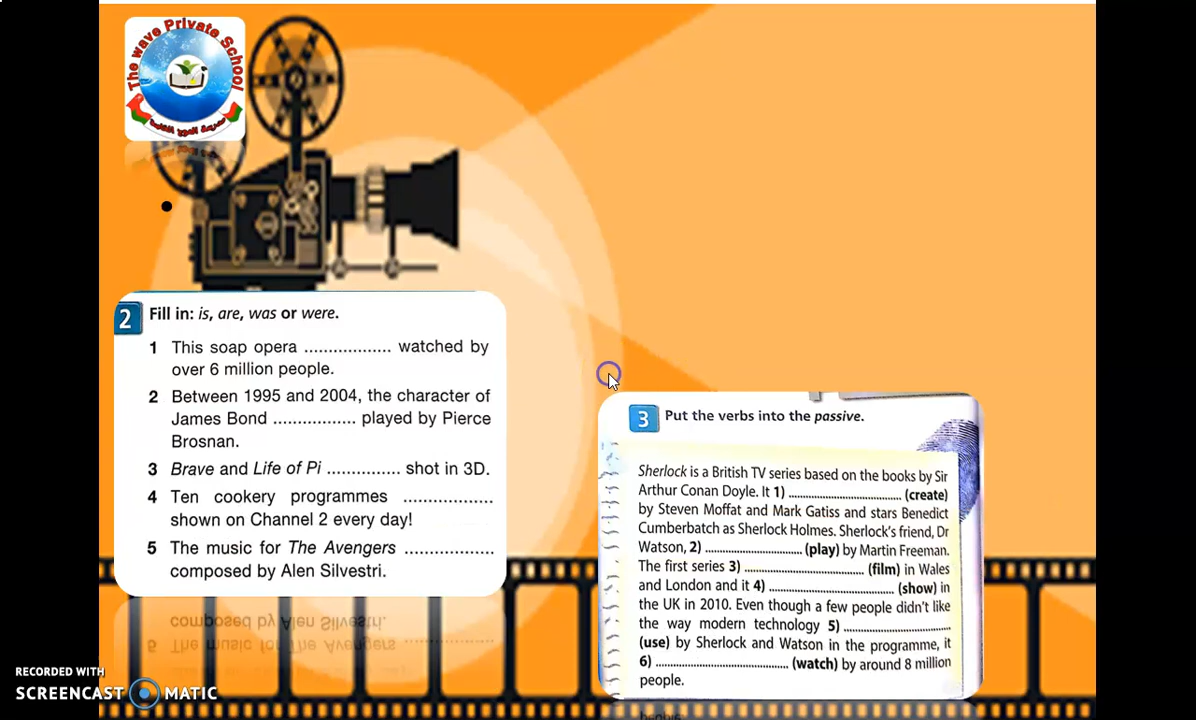 The wave Private School
2 Fill in: is, are, was or were.
1 This soap opera .................. watched by
over 6 million people.
2 Between 1995 and 2004, the character of
James Bond ................. played by Pierce
Brosnan.
3 Brave and Life of Pi ............... shot in 3D.
4 Ten cookery programmes ..................
shown on Channel 2 every day!
5 The music for The Avengers ..................
composed by Alen Silvestri.
3 Put the verbs into the passive.
Sherlock is a British TV series based on the books by Sir
Arthur Conan Doyle. It 1) .................................. (create)
by Steven Moffat and Mark Gatiss and stars Benedict
Cumberbatch as Sherlock Holmes. Sherlock's friend, Dr
Watson, 2) ............................. (play) by Martin Freeman.
The first series 3) .................................... (film) in Wales
and London and it 4) ..................................... (show) in
the UK in 2010. Even though a few people didn't like
the way modern technology 5) ................................
(use) by Sherlock and Watson in the programme, it
6) ........................................ (watch) by around 8 million
people.
RECORDED WITH
SCREENCAST MATIC